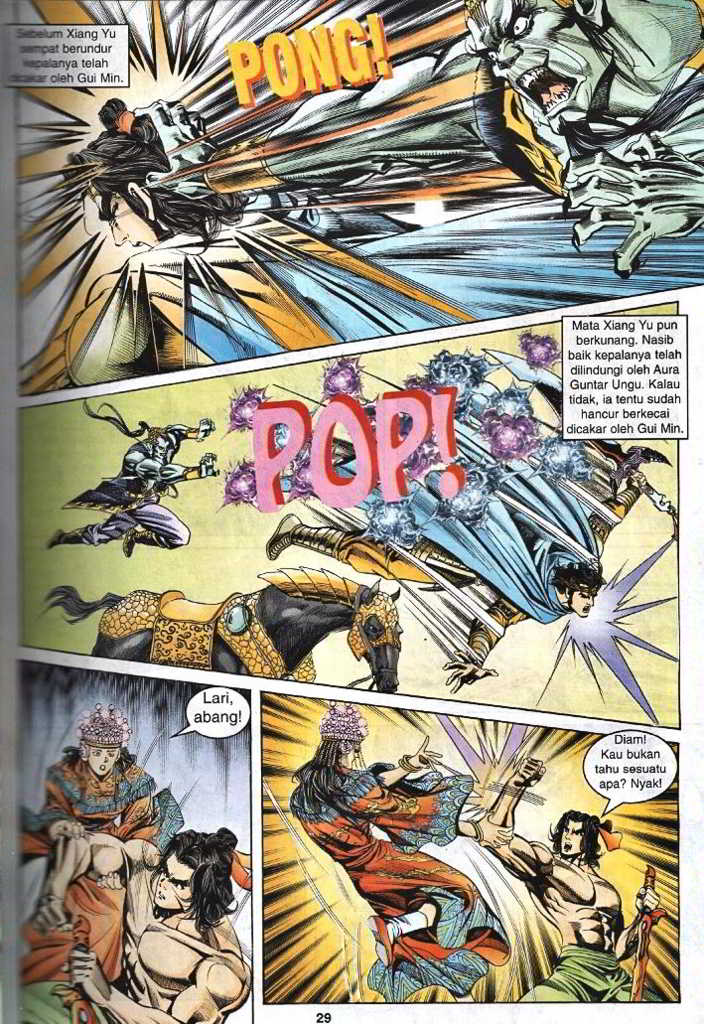 Sebelum Xiang Yu
sempat berundur
kepalanya telah
dicakar oleh Gui Min.
PONG!
Mata Xiang Yu pun
berkunang. Nasib
baik kepalanya telah
dilindungi oleh Aura
Guntar Ungu. Kalau
tidak, ia tentu sudah
hancur berkecai
dicakar oleh Gui Min.
POP!
Lari,
abang!
Diam!
Kau bukan
tahu sesuatu
apa? Nyak!
29